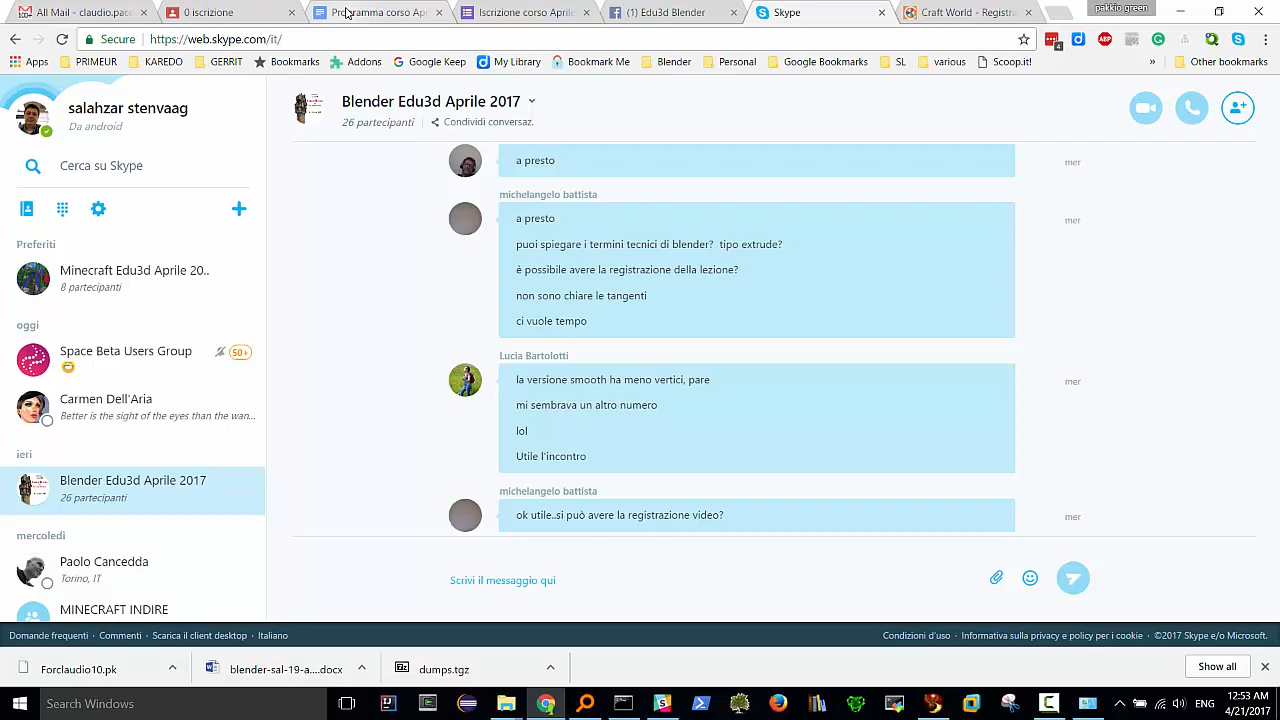 All Mail - claudio.pacc
0 iscrizione
Programma corso Apr
Iscrizione corso Aprile
(1) Edu3d Blender
Skype
Craft World - Registra
pakkio green
Secure
https://web.skype.com/it/
Apps
PRIMEUR
KAREDO
GERRIT
Bookmarks
Addons
Google Keep
My Library
Bookmark Me
Blender
Personal
Google Bookmarks
SL
various
Scoop.it!
»
Other bookmarks
salahzar stenvaag
Da android
Cerca su Skype
Preferiti
Minecraft Edu3d Aprile 20..
8 partecipanti
oggi
Space Beta Users Group
50+
Carmen Dell'Aria
Better is the sight of the eyes than the wan...
ieri
Blender Edu3d Aprile 2017
26 partecipanti
mercoledì
Paolo Cancedda
Torino, IT
MINECRAFT INDIRE
Blender Edu3d Aprile 2017
26 partecipanti
Condividi conversaz.
a presto
mer
michelangelo battista
a presto
mer
puoi spiegare i termini tecnici di blender? tipo extrude?
è possibile avere la registrazione della lezione?
non sono chiare le tangenti
ci vuole tempo
Lucia Bartolotti
la versione smooth ha meno vertici, pare
mer
mi sembrava un altro numero
lol
Utile l'incontro
michelangelo battista
ok utile..si può avere la registrazione video?
mer
Scrivi il messaggio qui
Domande frequenti · Commenti · Scarica il client desktop · Italiano
Condizioni d'uso · Informativa sulla privacy e policy per i cookie · ©2017 Skype e/o Microsoft.
Forclaudio10.pk
blender-sal-19-a....docx
dumps.tgz
Show all
Search Windows
ENG
12:53 AM
4/21/2017